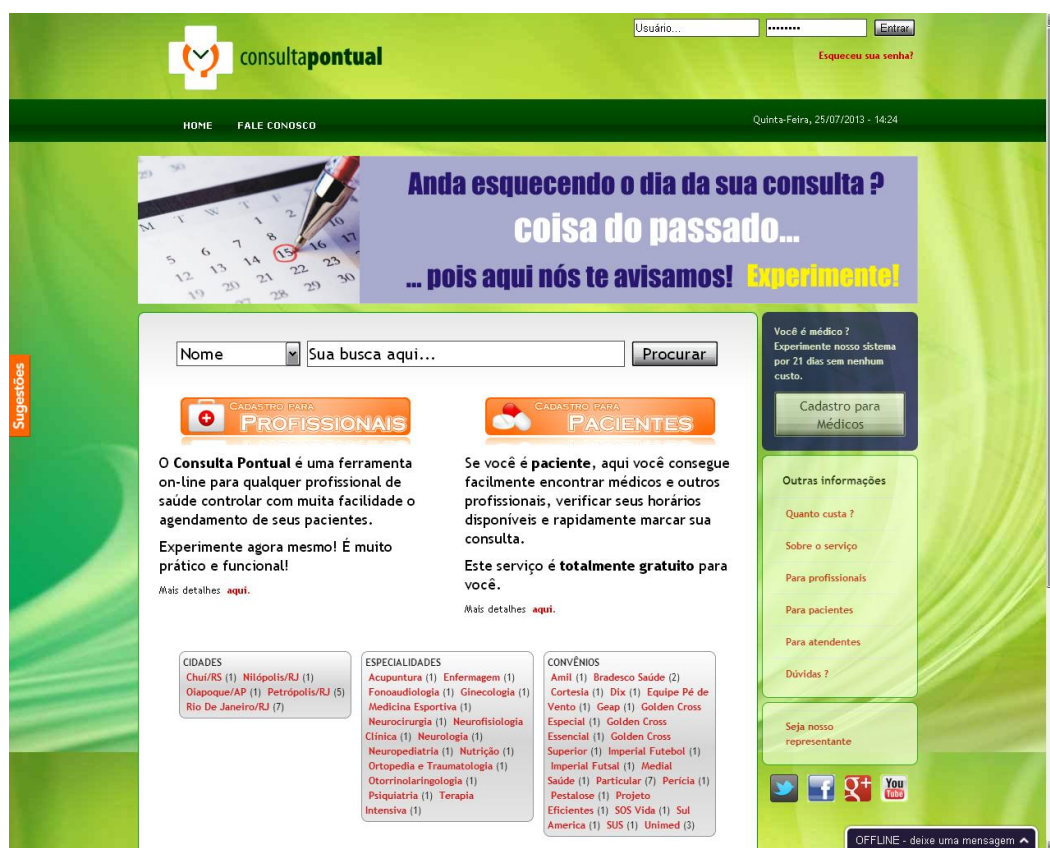 Usuário...
••••••••
Entrar
consultapontual
Esqueceu sua senha?
HOME FALE CONOSCO
Quinta-Feira, 25/07/2013 - 14:24
Anda esquecendo o dia da sua consulta ?
coisa do passado...
... pois aqui nós te avisamos! Experimente!
Sugestões
Nome
Sua busca aqui...
Procurar
CADASTRO PARA
PROFISSIONAIS
O Consulta Pontual é uma ferramenta
on-line para qualquer profissional de
saúde controlar com muita facilidade o
agendamento de seus pacientes.
Experimente agora mesmo! É muito
prático e funcional!
Mais detalhes aqui.
CADASTRO PARA
PACIENTES
Se você é paciente, aqui você consegue
facilmente encontrar médicos e outros
profissionais, verificar seus horários
disponíveis e rapidamente marcar sua
consulta.
Este serviço é totalmente gratuito para
você.
Mais detalhes aqui.
CIDADES
Chuí/RS (1) Nilópolis/RJ (1)
Oiapoque/AP (1) Petrópolis/RJ (5)
Rio De Janeiro/RJ (7)
ESPECIALIDADES
Acupuntura (1) Enfermagem (1)
Fonoaudiologia (1) Ginecologia (1)
Medicina Esportiva (1)
Neurocirurgia (1) Neurofisiologia
Clínica (1) Neurologia (1)
Neuropediatria (1) Nutrição (1)
Ortopedia e Traumatologia (1)
Otorrinolaringologia (1)
Psiquiatria (1) Terapia
Intensiva (1)
CONVÊNIOS
Amil (1) Bradesco Saúde (2)
Cortesia (1) Dix (1) Equipe Pé de
Vento (1) Geap (1) Golden Cross
Especial (1) Golden Cross
Essencial (1) Golden Cross
Superior (1) Imperial Futebol (1)
Imperial Futsal (1) Medial
Saúde (1) Particular (7) Perícia (1)
Pestalose (1) Projeto
Eficientes (1) SOS Vida (1) Sul
America (1) SUS (1) Unimed (3)
Você é médico ?
Experimente nosso sistema
por 21 dias sem nenhum
custo.
Cadastro para
Médicos
Outras informações
Quanto custa ?
Sobre o serviço
Para profissionais
Para pacientes
Para atendentes
Dúvidas ?
Seja nosso
representante
You
Tube
OFFLINE - deixe uma mensagem